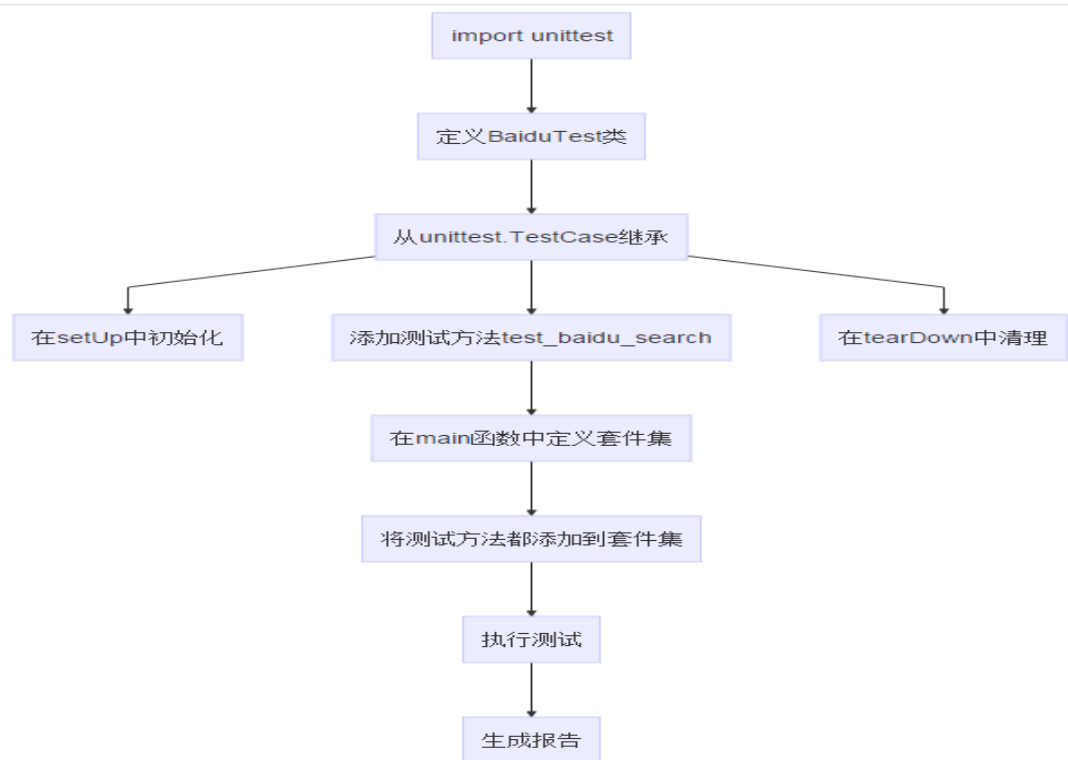 import unittest
定义BaiduTest类
从unittest.TestCase继承
在setUp中初始化
添加测试方法test_baidu_search
在tearDown中清理
在main函数中定义套件集
将测试方法都添加到套件集
执行测试
生成报告